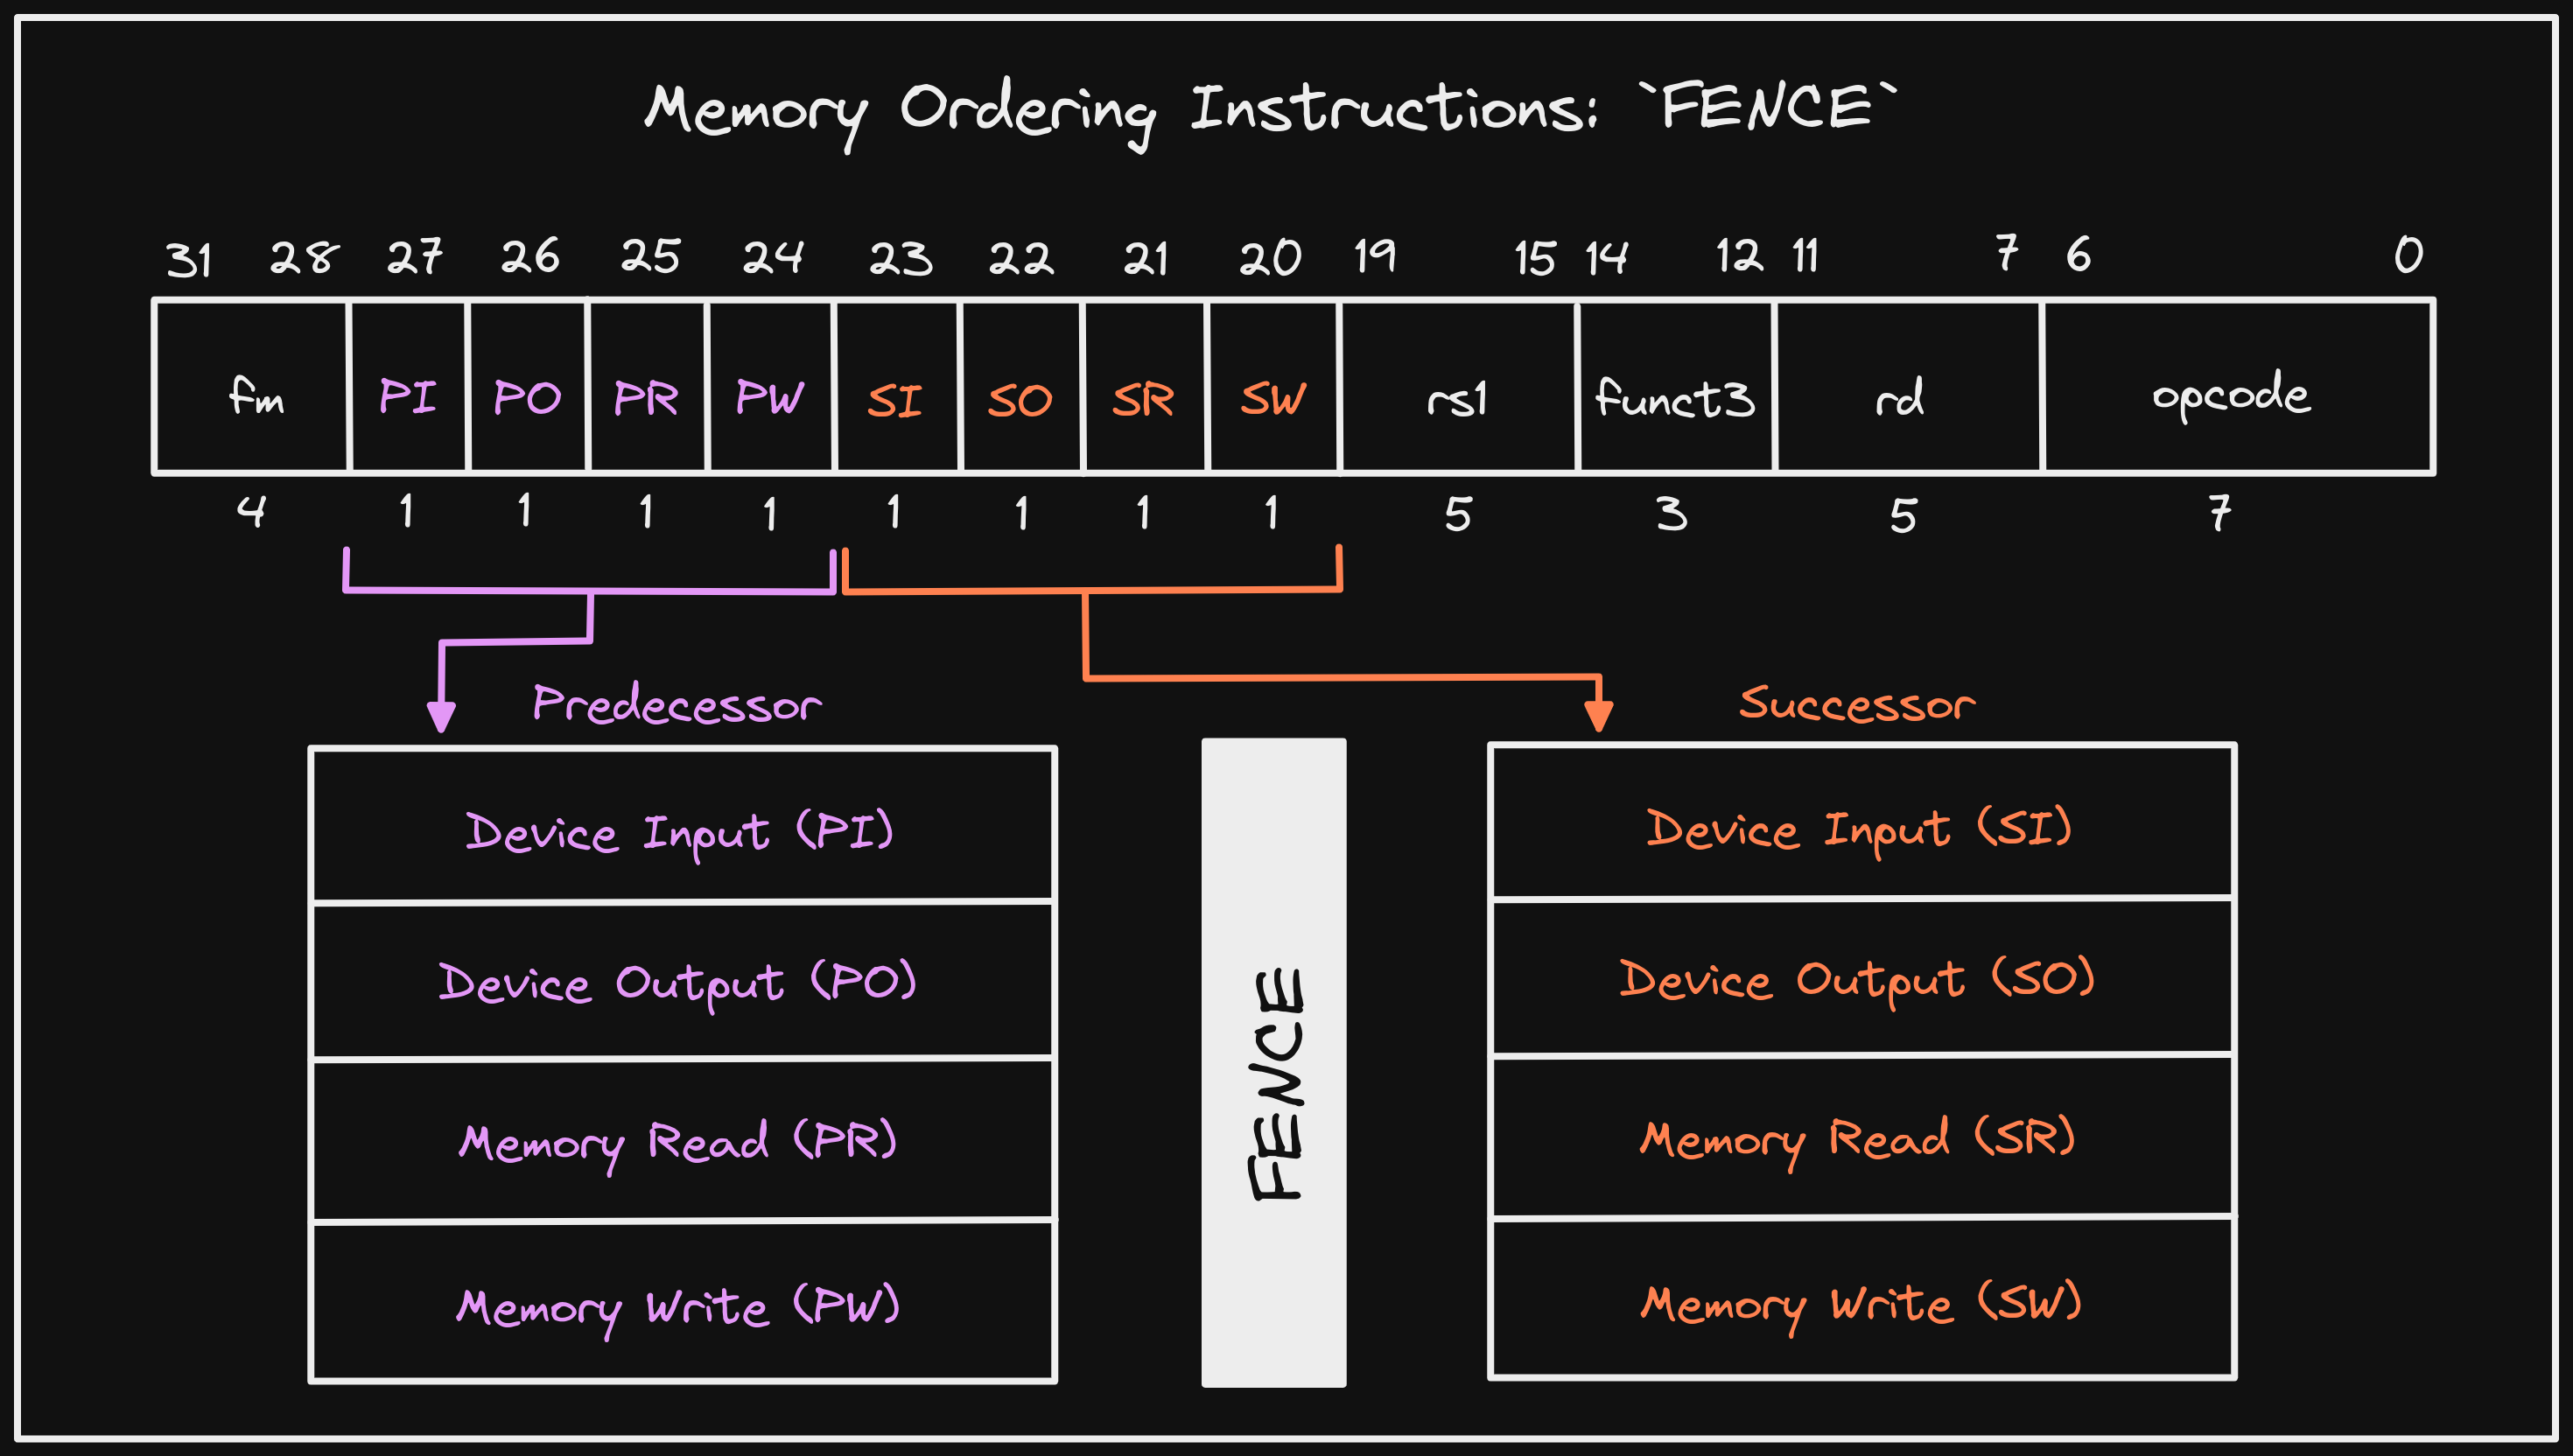 Memory Ordering Instructions: `FENCE`
31 28 27 26 25 24 23 22 21 20 19 15 14 12 11 7 6 0
fm PI PO PR PW SI SO SR SW rs1 funct3 rd opcode
4 1 1 1 1 1 1 1 1 5 3 5 7
Predecessor
Device Input (PI)
Device Output (PO)
Memory Read (PR)
Memory Write (PW)
FENCE
Successor
Device Input (SI)
Device Output (SO)
Memory Read (SR)
Memory Write (SW)